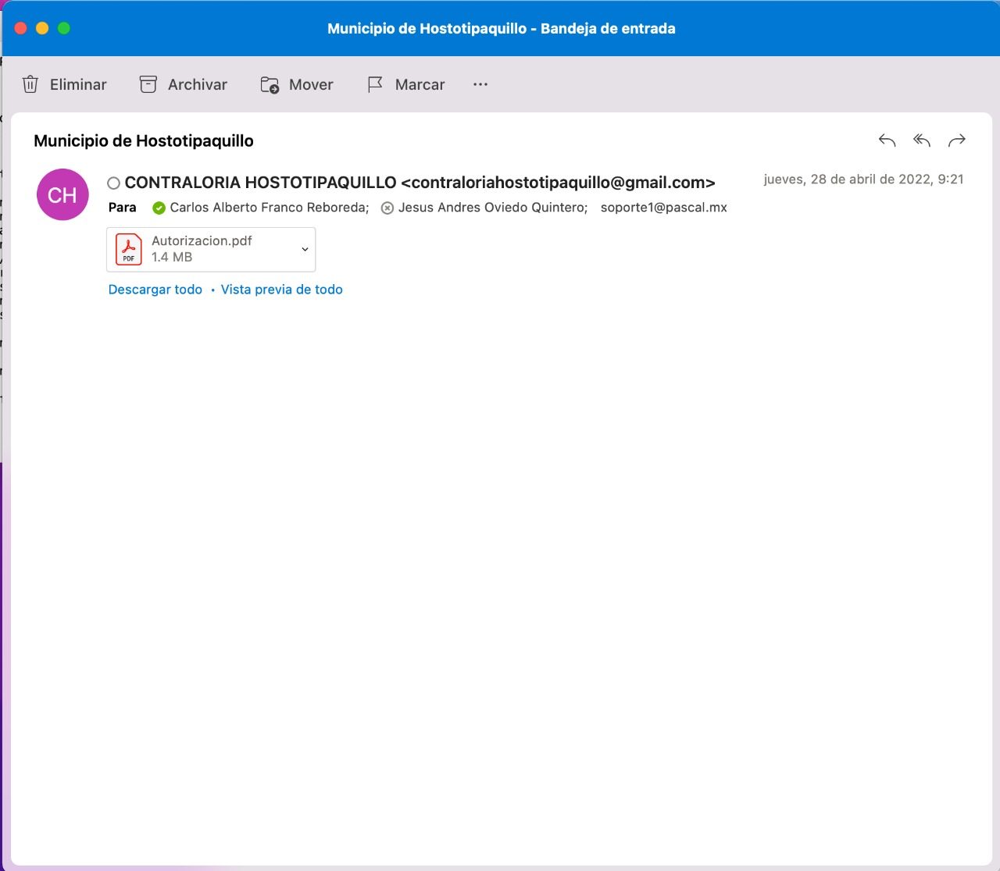 Municipio de Hostotipaquillo - Bandeja de entrada
Eliminar Archivar Mover Marcar ...
Municipio de Hostotipaquillo
CH
CONTRALORIA HOSTOTIPAQUILLO <contraloriahostotipaquillo@gmail.com>
jueves, 28 de abril de 2022, 9:21
Para Carlos Alberto Franco Reboreda; Jesus Andres Oviedo Quintero; soporte1@pascal.mx
PDF
Autorizacion.pdf
1.4 MB
Descargar todo • Vista previa de todo